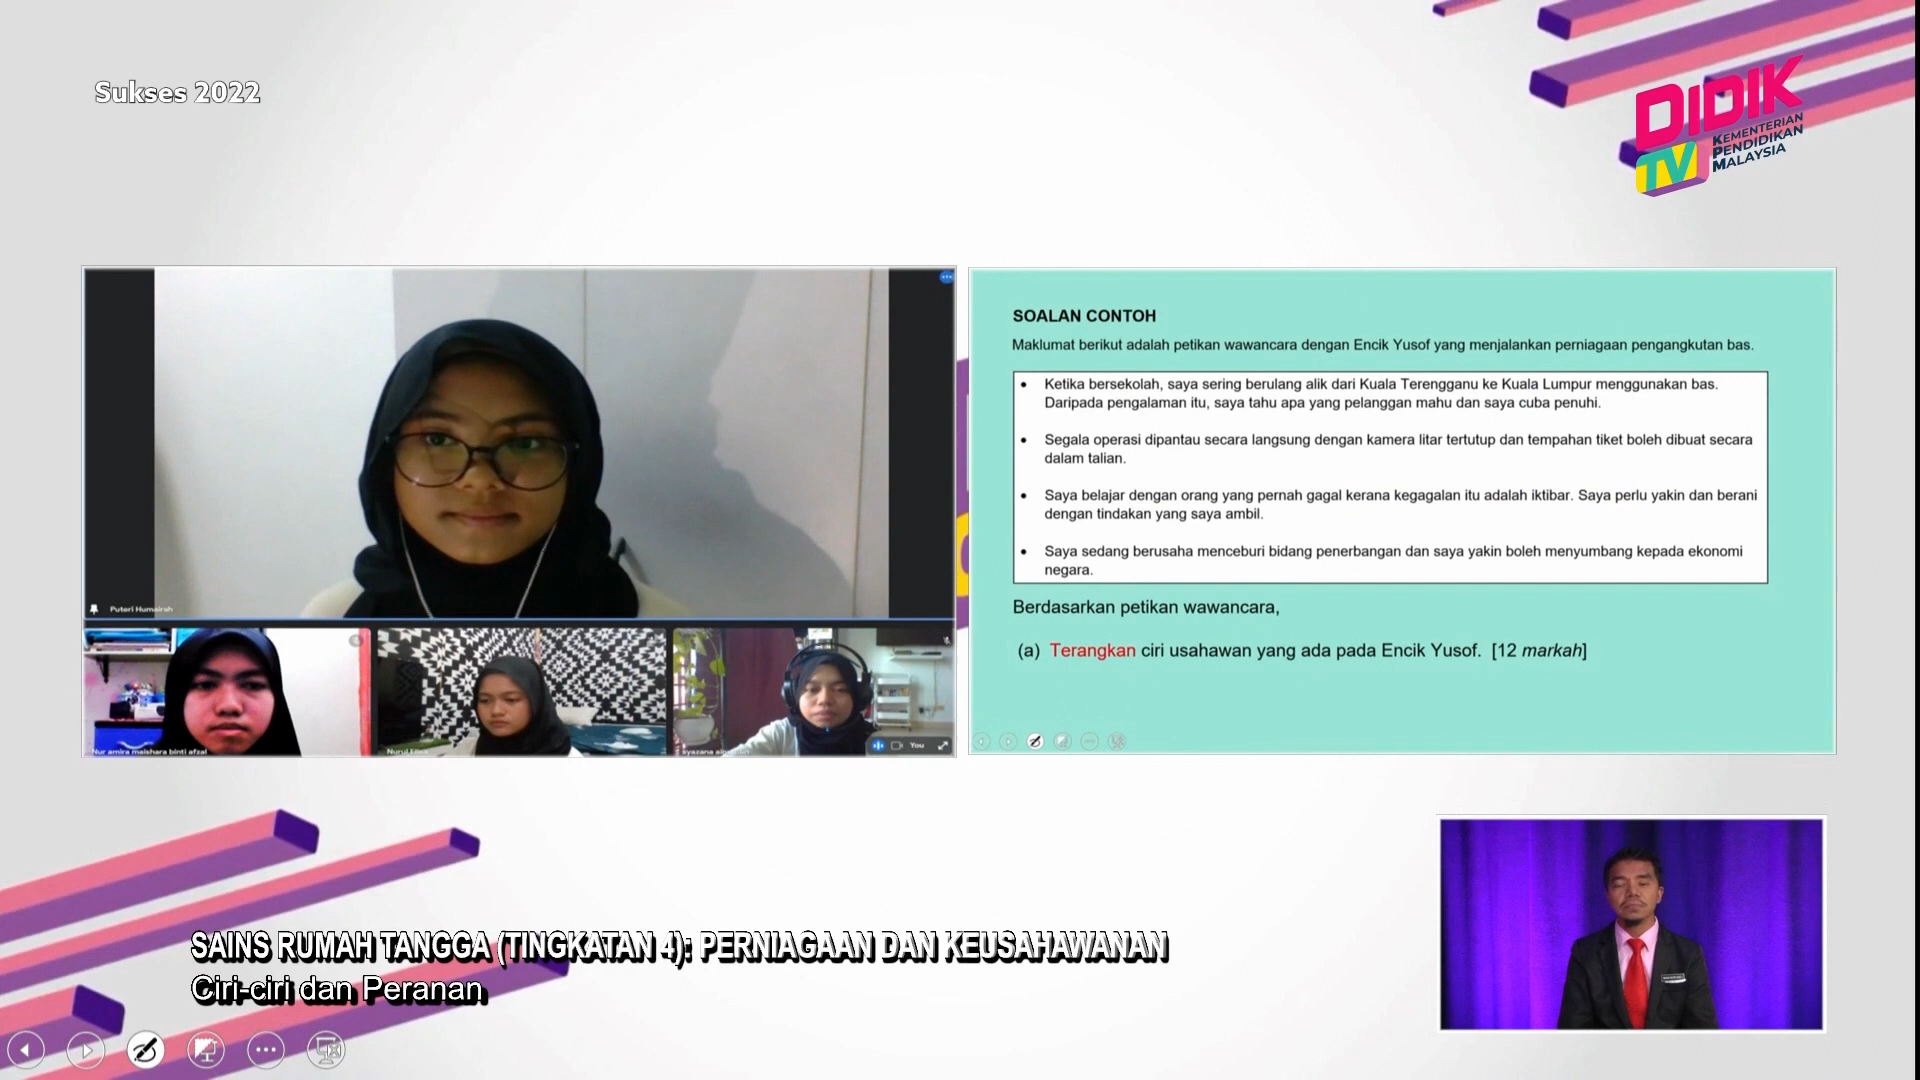 Sukses 2022
DIDIK
TV
KEMENTERIAN
PENDIDIKAN
MALAYSIA
SOALAN CONTOH
Maklumat berikut adalah petikan wawancara dengan Encik Yusof yang menjalankan perniagaan pengangkutan bas.
• Ketika bersekolah, saya sering berulang alik dari Kuala Terengganu ke Kuala Lumpur menggunakan bas.
Daripada pengalaman itu, saya tahu apa yang pelanggan mahu dan saya cuba penuhi.
• Segala operasi dipantau secara langsung dengan kamera litar tertutup dan tempahan tiket boleh dibuat secara
dalam talian.
• Saya belajar dengan orang yang pernah gagal kerana kegagalan itu adalah iktibar. Saya perlu yakin dan berani
dengan tindakan yang saya ambil.
• Saya sedang berusaha menceburi bidang penerbangan dan saya yakin boleh menyumbang kepada ekonomi
negara.
Berdasarkan petikan wawancara,
(a) Terangkan ciri usahawan yang ada pada Encik Yusof. [12 markah]
Puteri Humairah
Nur amira maishara binti afzal
Nurul
syazana
You
SAINS RUMAH TANGGA (TINGKATAN 4): PERNIAGAAN DAN KEUSAHAWANAN
Ciri-ciri dan Peranan